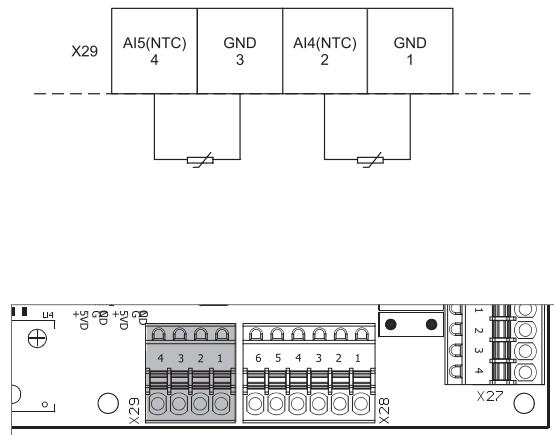 X29
AI5(NTC) GND AI4(NTC) GND
4 3 2 1
+5VD
GND
+5VD
GND
4 3 2 1
X29
6 5 4 3 2 1
X28
1
2
3
4
X27